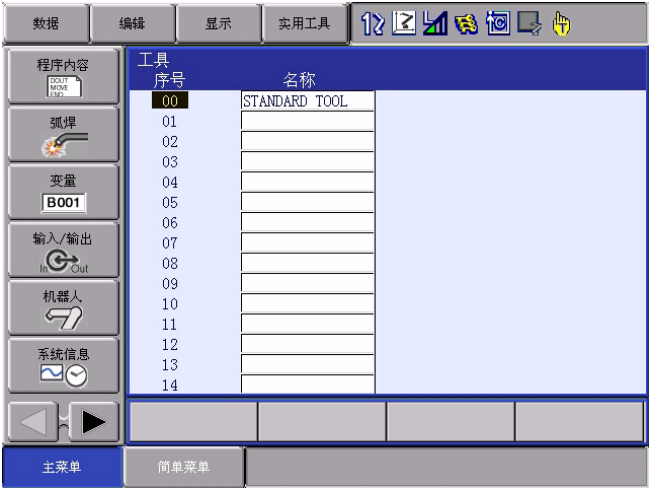 数据 编辑 显示 实用工具
程序内容
DOUT
MOVE
END
弧焊
变量
B001
输入/输出
In Out
机器人
系统信息
工具
序号 名称
00 STANDARD TOOL
01
02
03
04
05
06
07
08
09
10
11
12
13
14
主菜单 简单菜单